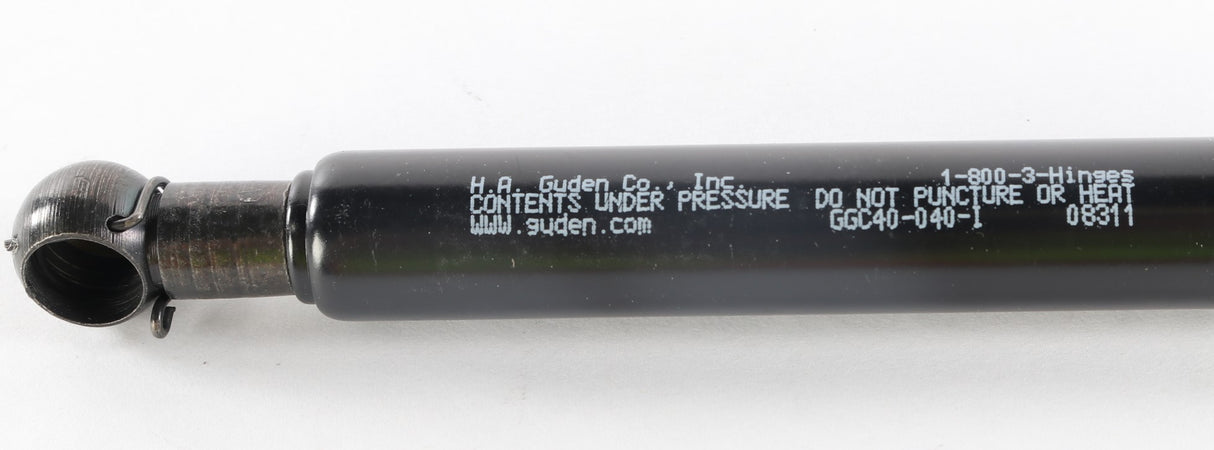 H.A. Guden Co., Inc. 1-800-3-Hinges
CONTENTS UNDER PRESSURE DO NOT PUNCTURE OR HEAT
WWW.guden.com GGC40-040-I 08311